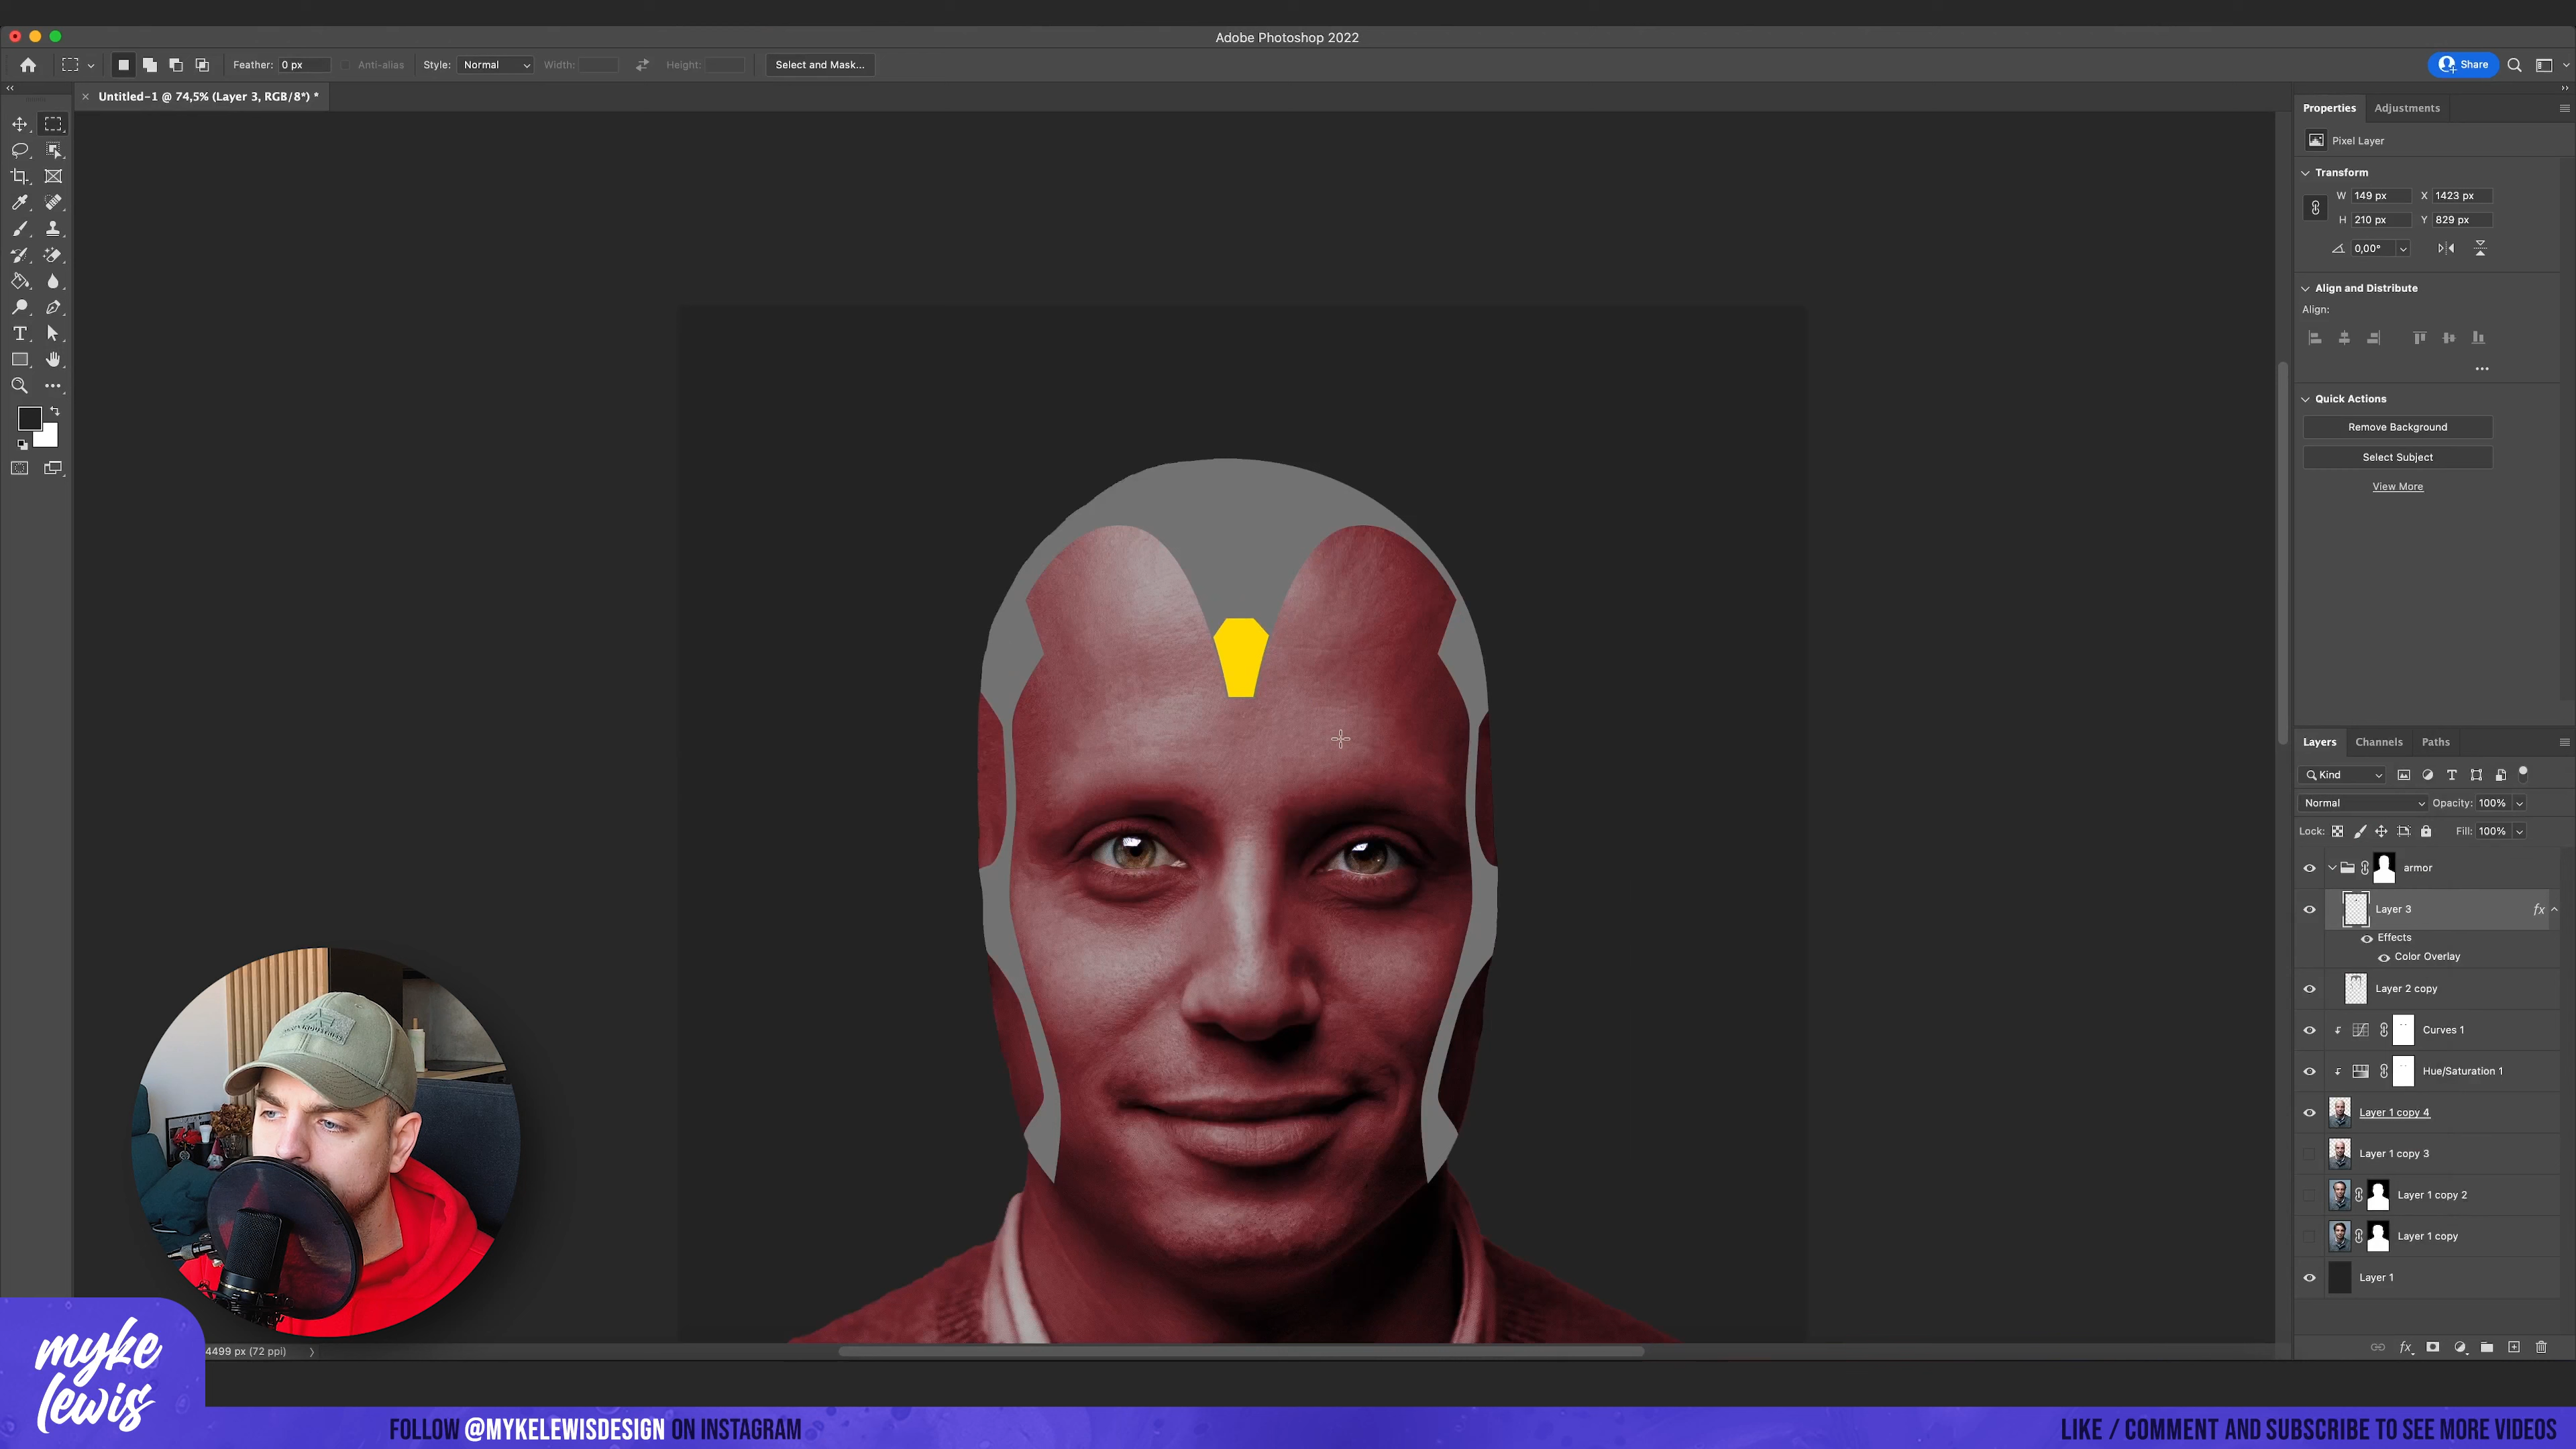 Adobe Photoshop 2022
Feather: 0 px Anti-alias Style: Normal Width: Height: Select and Mask... Share
Untitled-1 @ 74,5% (Layer 3, RGB/8*) *
Properties Adjustments
Pixel Layer
Transform
W 149 px X 1423 px
H 210 px Y 829 px
0,00°
Align and Distribute
Align:
Quick Actions
Remove Background
Select Subject
View More
Layers Channels Paths
Kind
Normal Opacity: 100%
Lock: Fill: 100%
armor
Layer 3 fx
Effects
Color Overlay
Layer 2 copy
Curves 1
Hue/Saturation 1
Layer 1 copy 4
Layer 1 copy 3
Layer 1 copy 2
Layer 1 copy
Layer 1
fx
4499 px (72 ppi)
myke
lewis
FOLLOW @MYKELEWISDESIGN ON INSTAGRAM
LIKE / COMMENT AND SUBSCRIBE TO SEE MORE VIDEOS